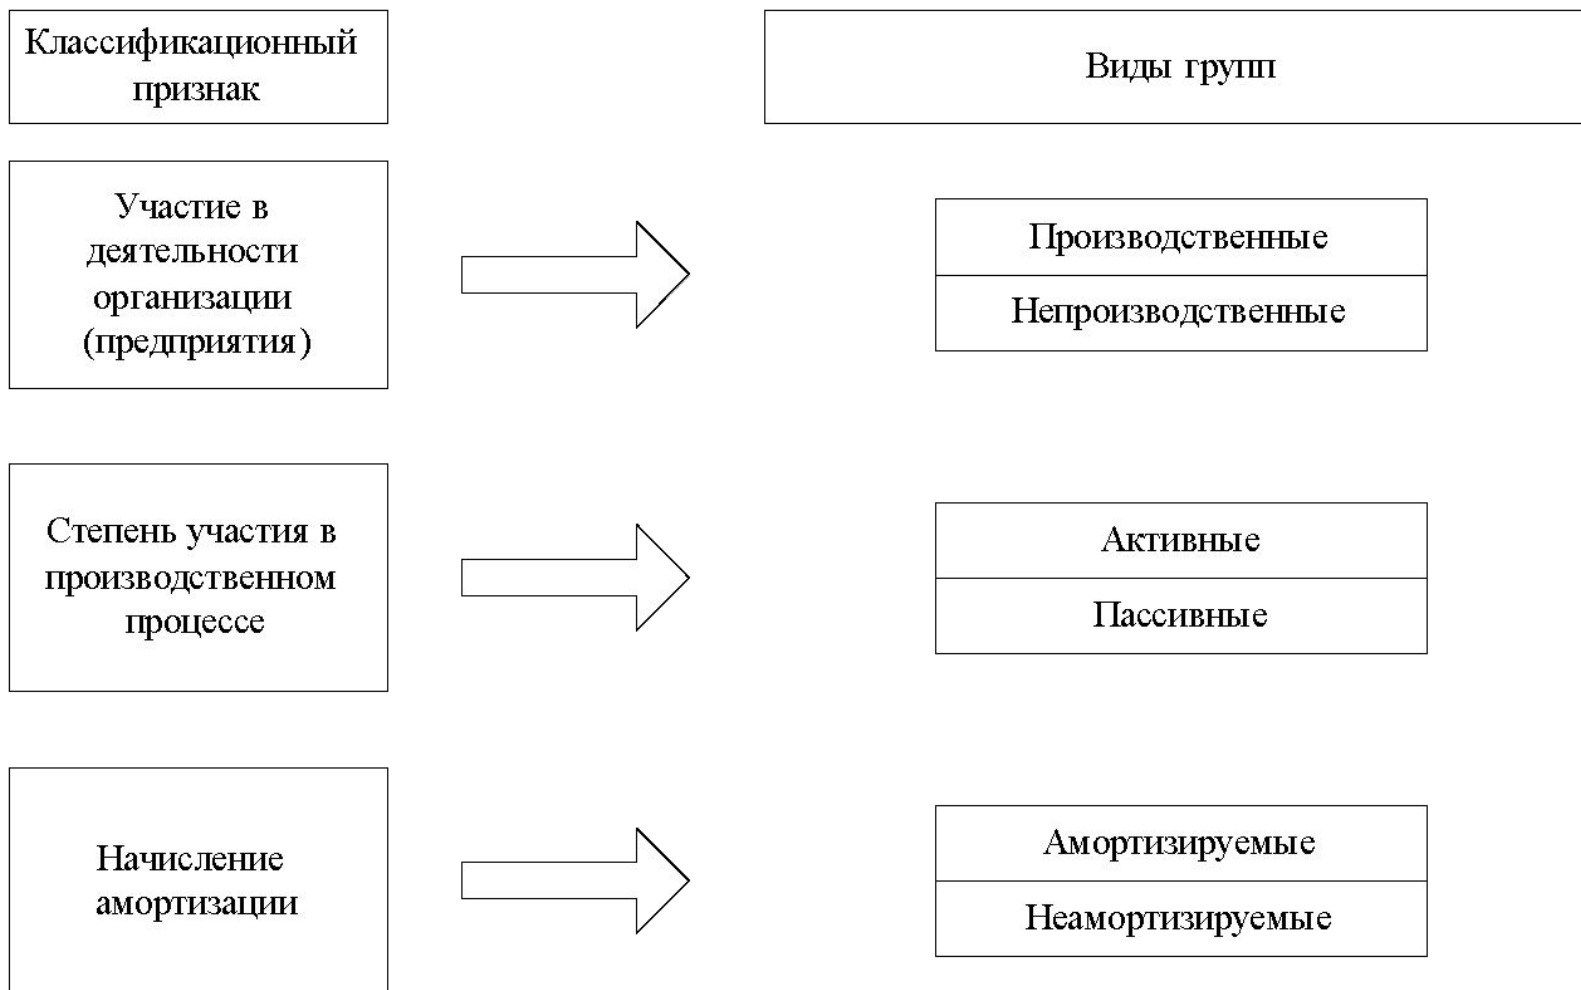 Классификационный
признак
Виды групп
Участие в
деятельности
организации
(предприятия)
Производственные
Непроизводственные
Степень участия в
производственном
процессе
Активные
Пассивные
Начисление
амортизации
Амортизируемые
Неамортизируемые